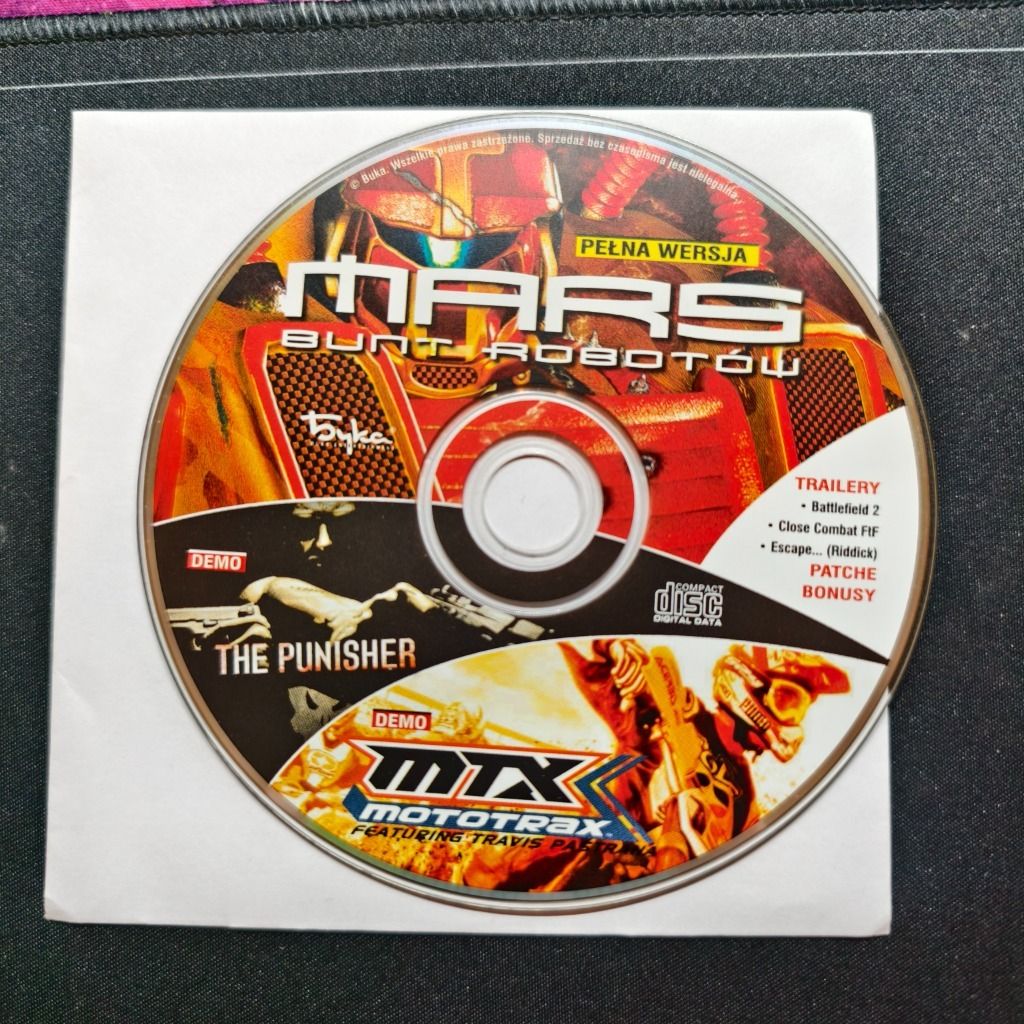 © Buka. Wszelkie prawa zastrzeżone. Sprzedaż bez czasopisma jest nielegalna.
PEŁNA WERSJA
MARS
BUNT ROBOTÓW
Бука
TRAILERY
• Battlefield 2
• Close Combat FtF
• Escape... (Riddick)
PATCHE
BONUSY
DEMO
THE PUNISHER
COMPACT
disc
DIGITAL DATA
DEMO
MTX
MOTOTRAX
FEATURING TRAVIS PASTRANA